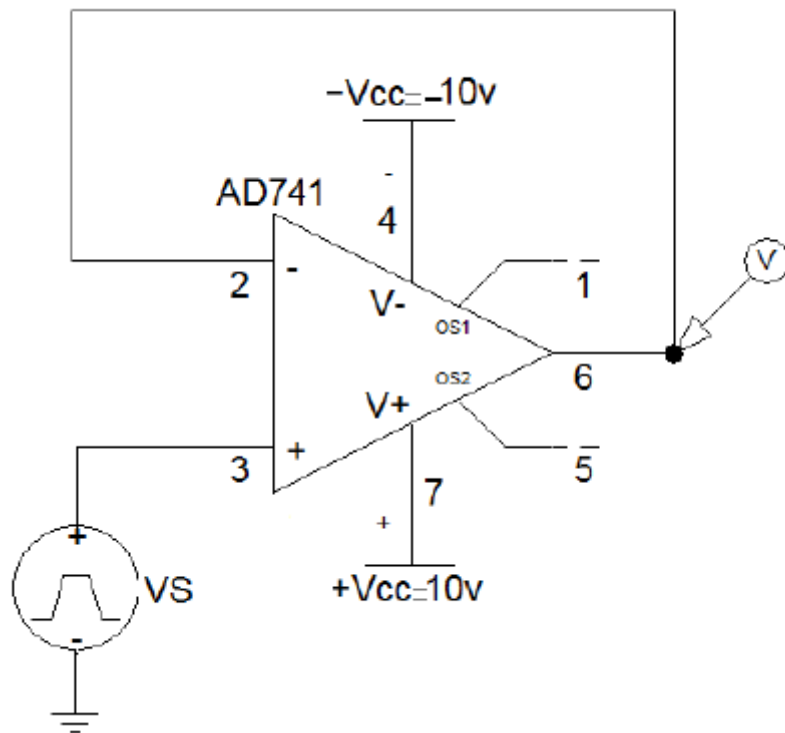 −Vcc=−10v
-
AD741
4
2
-
V-
OS1
1
V
6
OS2
V+
3
+
5
7
+
+
VS
-
+Vcc=10v